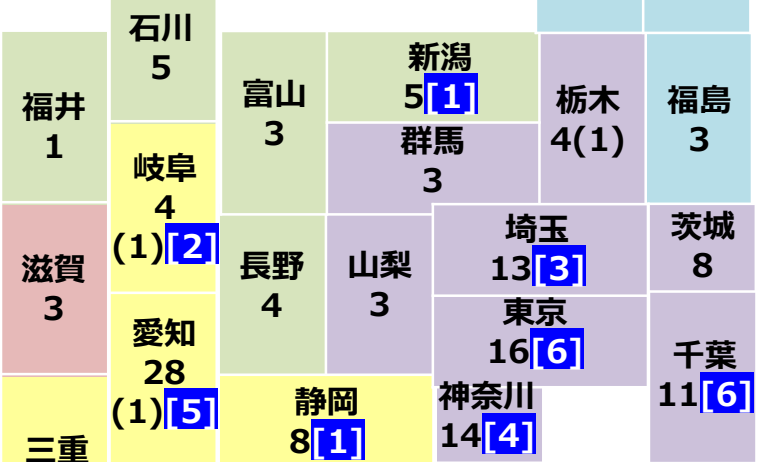 石川
5
福井
1
富山
3
新潟
5[1]
栃木
4(1)
福島
3
岐阜
4
(1)[2]
群馬
3
滋賀
3
長野
4
山梨
3
埼玉
13[3]
茨城
8
愛知
28
(1)[5]
東京
16[6]
千葉
11[6]
静岡
8[1]
神奈川
14[4]
三重